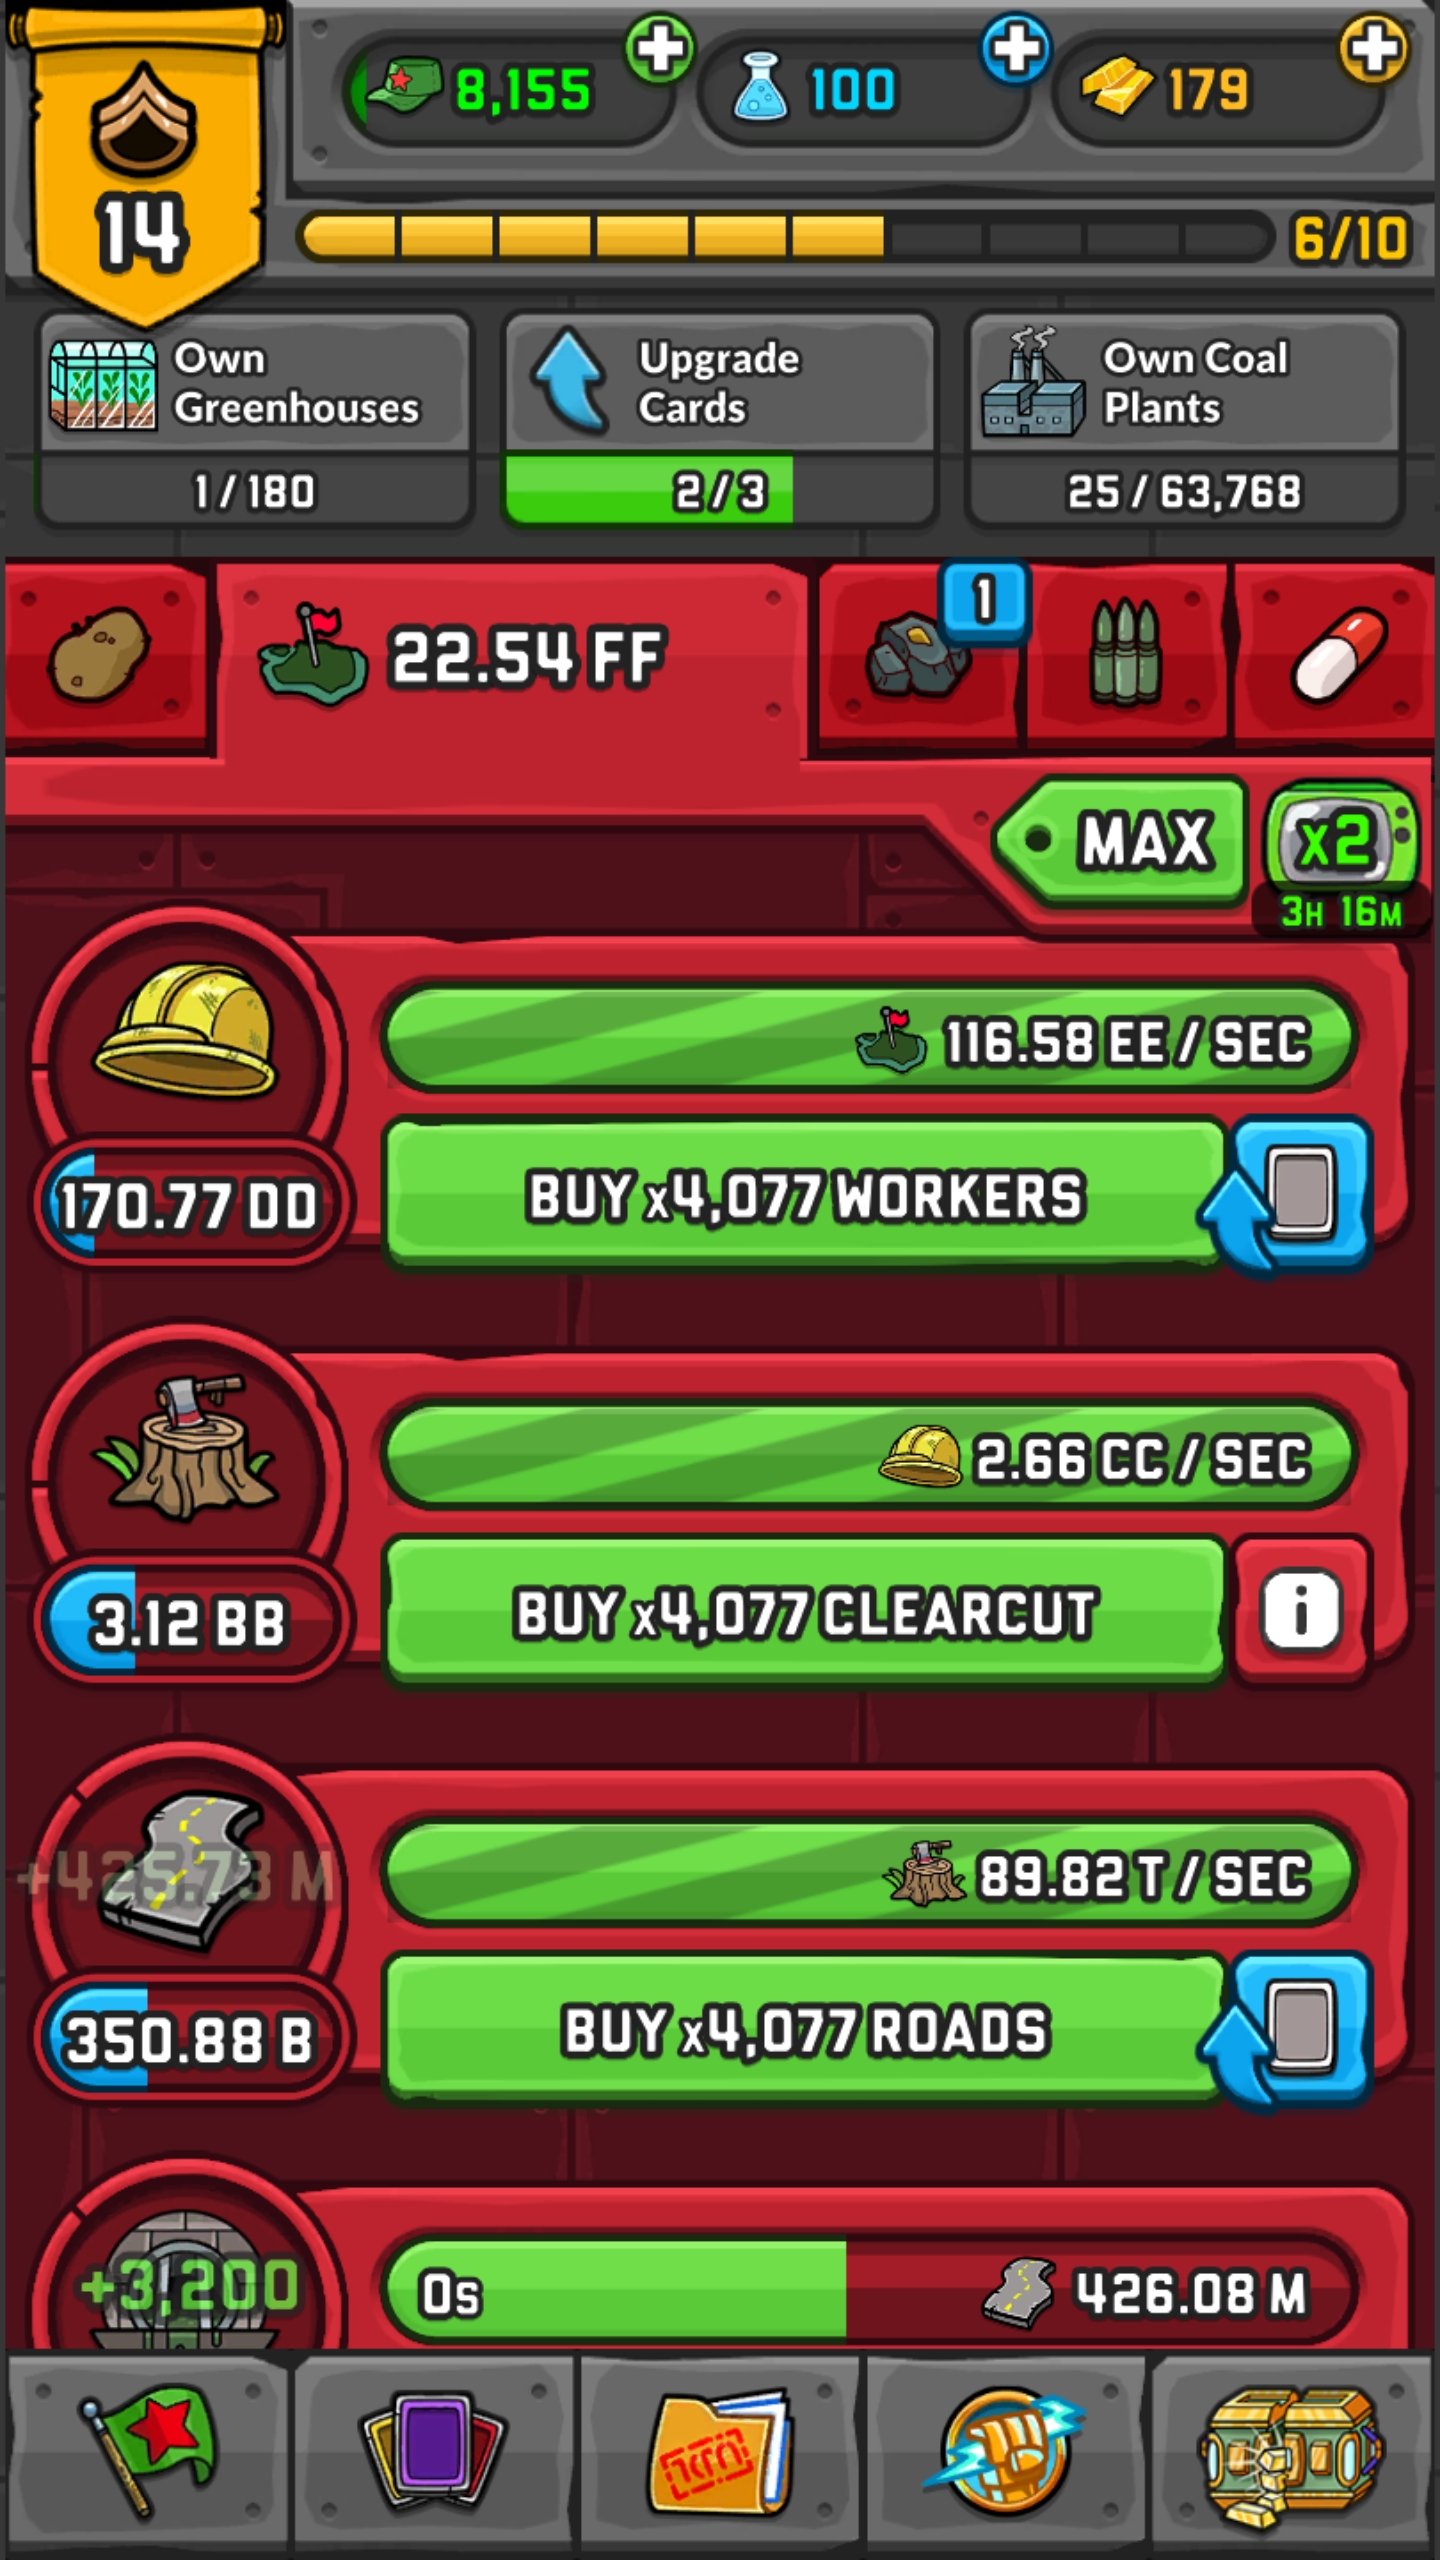 8,155
100
179
14
6/10
Own
Greenhouses
1/180
Upgrade
Cards
2/3
Own Coal
Plants
25/63,768
22.54 FF
1
MAX
x2
3H 16M
116.58 EE / SEC
170.77 DD
BUY x4,077 WORKERS
2.66 CC / SEC
3.12 BB
BUY x4,077 CLEARCUT
i
+425.73 M
89.82 T / SEC
350.88 B
BUY x4,077 ROADS
+3,200
0s
426.08 M